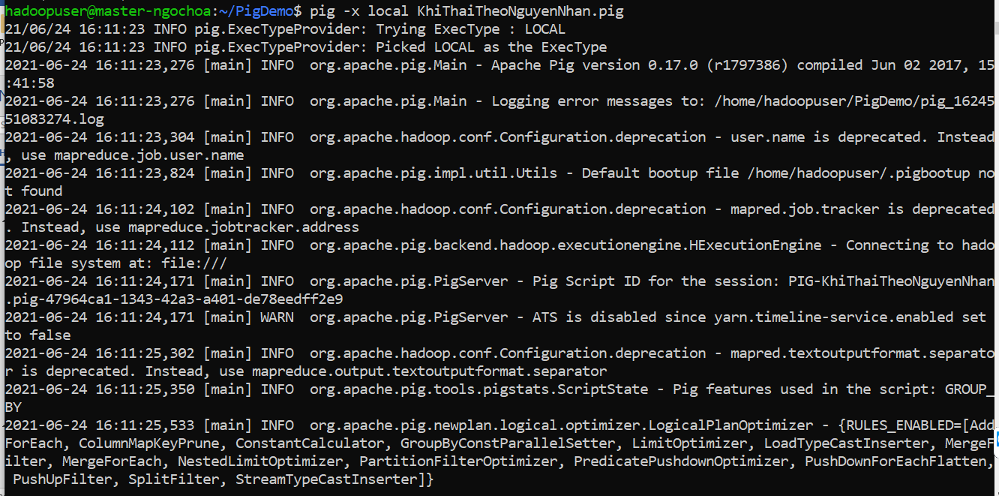 hadoopuser@master-ngochoa:~/PigDemo$ pig -x local KhiThaiTheoNguyenNhan.pig
21/06/24 16:11:23 INFO pig.ExecTypeProvider: Trying ExecType : LOCAL
21/06/24 16:11:23 INFO pig.ExecTypeProvider: Picked LOCAL as the ExecType
2021-06-24 16:11:23,276 [main] INFO  org.apache.pig.Main - Apache Pig version 0.17.0 (r1797386) compiled Jun 02 2017, 15
:41:58
2021-06-24 16:11:23,276 [main] INFO  org.apache.pig.Main - Logging error messages to: /home/hadoopuser/PigDemo/pig_16245
51083274.log
2021-06-24 16:11:23,304 [main] INFO  org.apache.hadoop.conf.Configuration.deprecation - user.name is deprecated. Instead
, use mapreduce.job.user.name
2021-06-24 16:11:23,824 [main] INFO  org.apache.pig.impl.util.Utils - Default bootup file /home/hadoopuser/.pigbootup no
t found
2021-06-24 16:11:24,102 [main] INFO  org.apache.hadoop.conf.Configuration.deprecation - mapred.job.tracker is deprecated
. Instead, use mapreduce.jobtracker.address
2021-06-24 16:11:24,112 [main] INFO  org.apache.pig.backend.hadoop.executionengine.HExecutionEngine - Connecting to hado
op file system at: file:///
2021-06-24 16:11:24,171 [main] INFO  org.apache.pig.PigServer - Pig Script ID for the session: PIG-KhiThaiTheoNguyenNhan
.pig-47964ca1-1343-42a3-a401-de78eedff2e9
2021-06-24 16:11:24,171 [main] WARN  org.apache.pig.PigServer - ATS is disabled since yarn.timeline-service.enabled set
to false
2021-06-24 16:11:25,302 [main] INFO  org.apache.hadoop.conf.Configuration.deprecation - mapred.textoutputformat.separato
r is deprecated. Instead, use mapreduce.output.textoutputformat.separator
2021-06-24 16:11:25,350 [main] INFO  org.apache.pig.tools.pigstats.ScriptState - Pig features used in the script: GROUP_
BY
2021-06-24 16:11:25,533 [main] INFO  org.apache.pig.newplan.logical.optimizer.LogicalPlanOptimizer - {RULES_ENABLED=[Add
ForEach, ColumnMapKeyPrune, ConstantCalculator, GroupByConstParallelSetter, LimitOptimizer, LoadTypeCastInserter, MergeF
ilter, MergeForEach, NestedLimitOptimizer, PartitionFilterOptimizer, PredicatePushdownOptimizer, PushDownForEachFlatten,
 PushUpFilter, SplitFilter, StreamTypeCastInserter]}